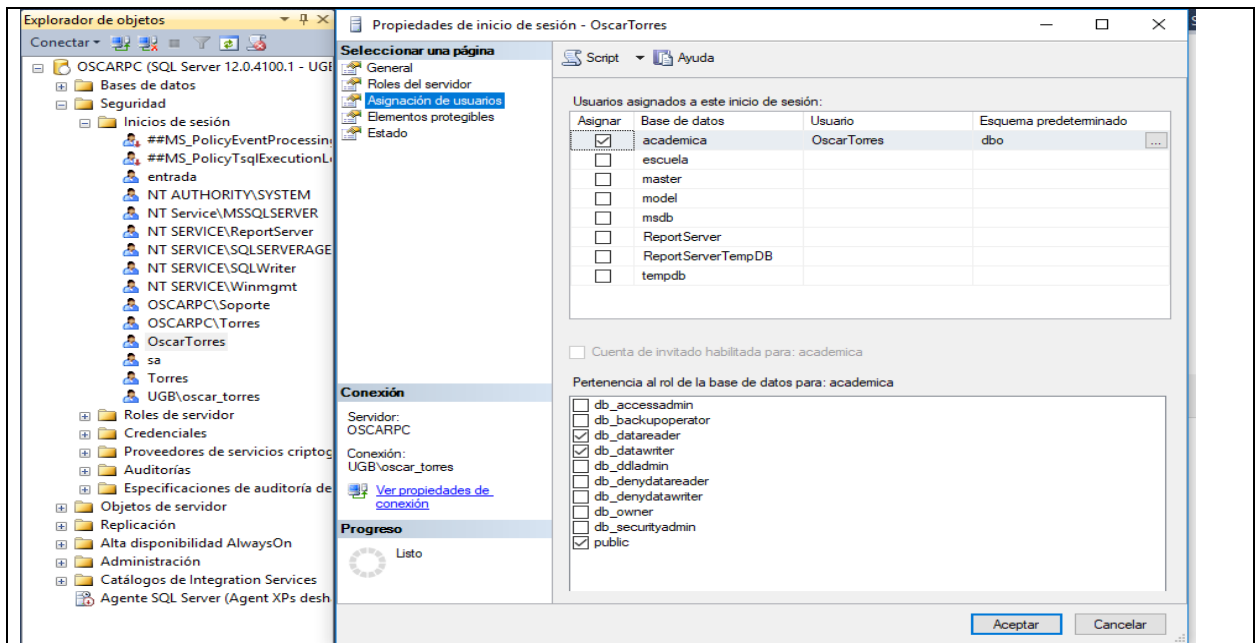 Explorador de objetos
Conectar
OSCARPC (SQL Server 12.0.4100.1 - UGB
Bases de datos
Seguridad
Inicios de sesión
##MS_PolicyEventProcessing
##MS_PolicyTsqlExecutionLo
entrada
NT AUTHORITY\SYSTEM
NT Service\MSSQLSERVER
NT SERVICE\ReportServer
NT SERVICE\SQLSERVERAGE
NT SERVICE\SQLWriter
NT SERVICE\Winmgmt
OSCARPC\Soporte
OSCARPC\Torres
OscarTorres
sa
Torres
UGB\oscar_torres
Roles de servidor
Credenciales
Proveedores de servicios criptog
Auditorías
Especificaciones de auditoría de
Objetos de servidor
Replicación
Alta disponibilidad AlwaysOn
Administración
Catálogos de Integration Services
Agente SQL Server (Agent XPs desh
Propiedades de inicio de sesión - OscarTorres
Seleccionar una página
General
Roles del servidor
Asignación de usuarios
Elementos protegibles
Estado
Conexión
Servidor:
OSCARPC
Conexión:
UGB\oscar_torres
Ver propiedades de
conexión
Progreso
Listo
Script Ayuda
Usuarios asignados a este inicio de sesión:
Asignar Base de datos Usuario Esquema predeterminado
academica OscarTorres dbo ...
escuela
master
model
msdb
ReportServer
ReportServerTempDB
tempdb
Cuenta de invitado habilitada para: academica
Pertenencia al rol de la base de datos para: academica
db_accessadmin
db_backupoperator
db_datareader
db_datawriter
db_ddladmin
db_denydatareader
db_denydatawriter
db_owner
db_securityadmin
public
Aceptar Cancelar